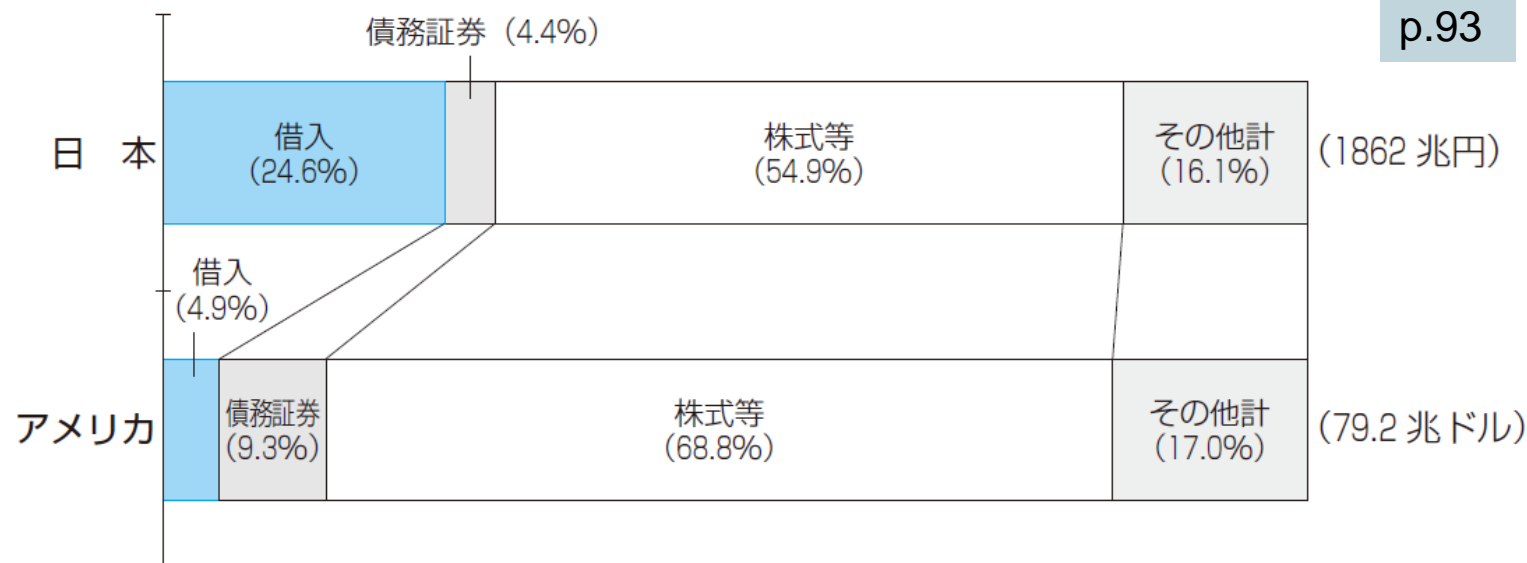 p.93
債務証券（4.4%）
日 本
借入
（24.6%）
株式等
（54.9%）
その他計
（16.1%）
（1862 兆円）
借入
（4.9%）
アメリカ
債務証券
（9.3%）
株式等
（68.8%）
その他計
（17.0%）
（79.2 兆ドル）